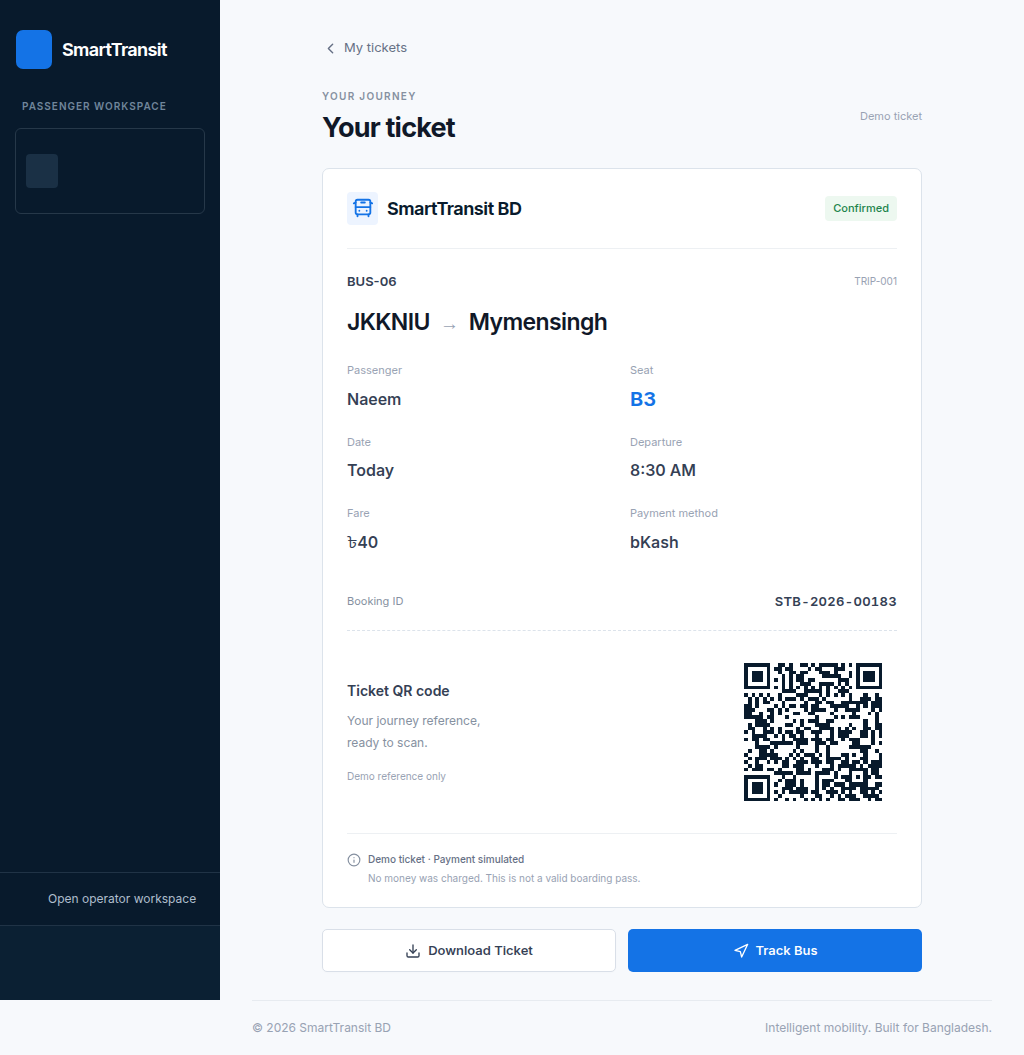 SmartTransit
PASSENGER WORKSPACE
Open operator workspace
My tickets
YOUR JOURNEY
Your ticket
Demo ticket
SmartTransit BD
Confirmed
BUS-06
TRIP-001
JKKNIU → Mymensingh
Passenger
Seat
Naeem
B3
Date
Departure
Today
8:30 AM
Fare
Payment method
৳40
bKash
Booking ID
STB-2026-00183
Ticket QR code
Your journey reference,
ready to scan.
Demo reference only
Demo ticket · Payment simulated
No money was charged. This is not a valid boarding pass.
Download Ticket
Track Bus
© 2026 SmartTransit BD
Intelligent mobility. Built for Bangladesh.